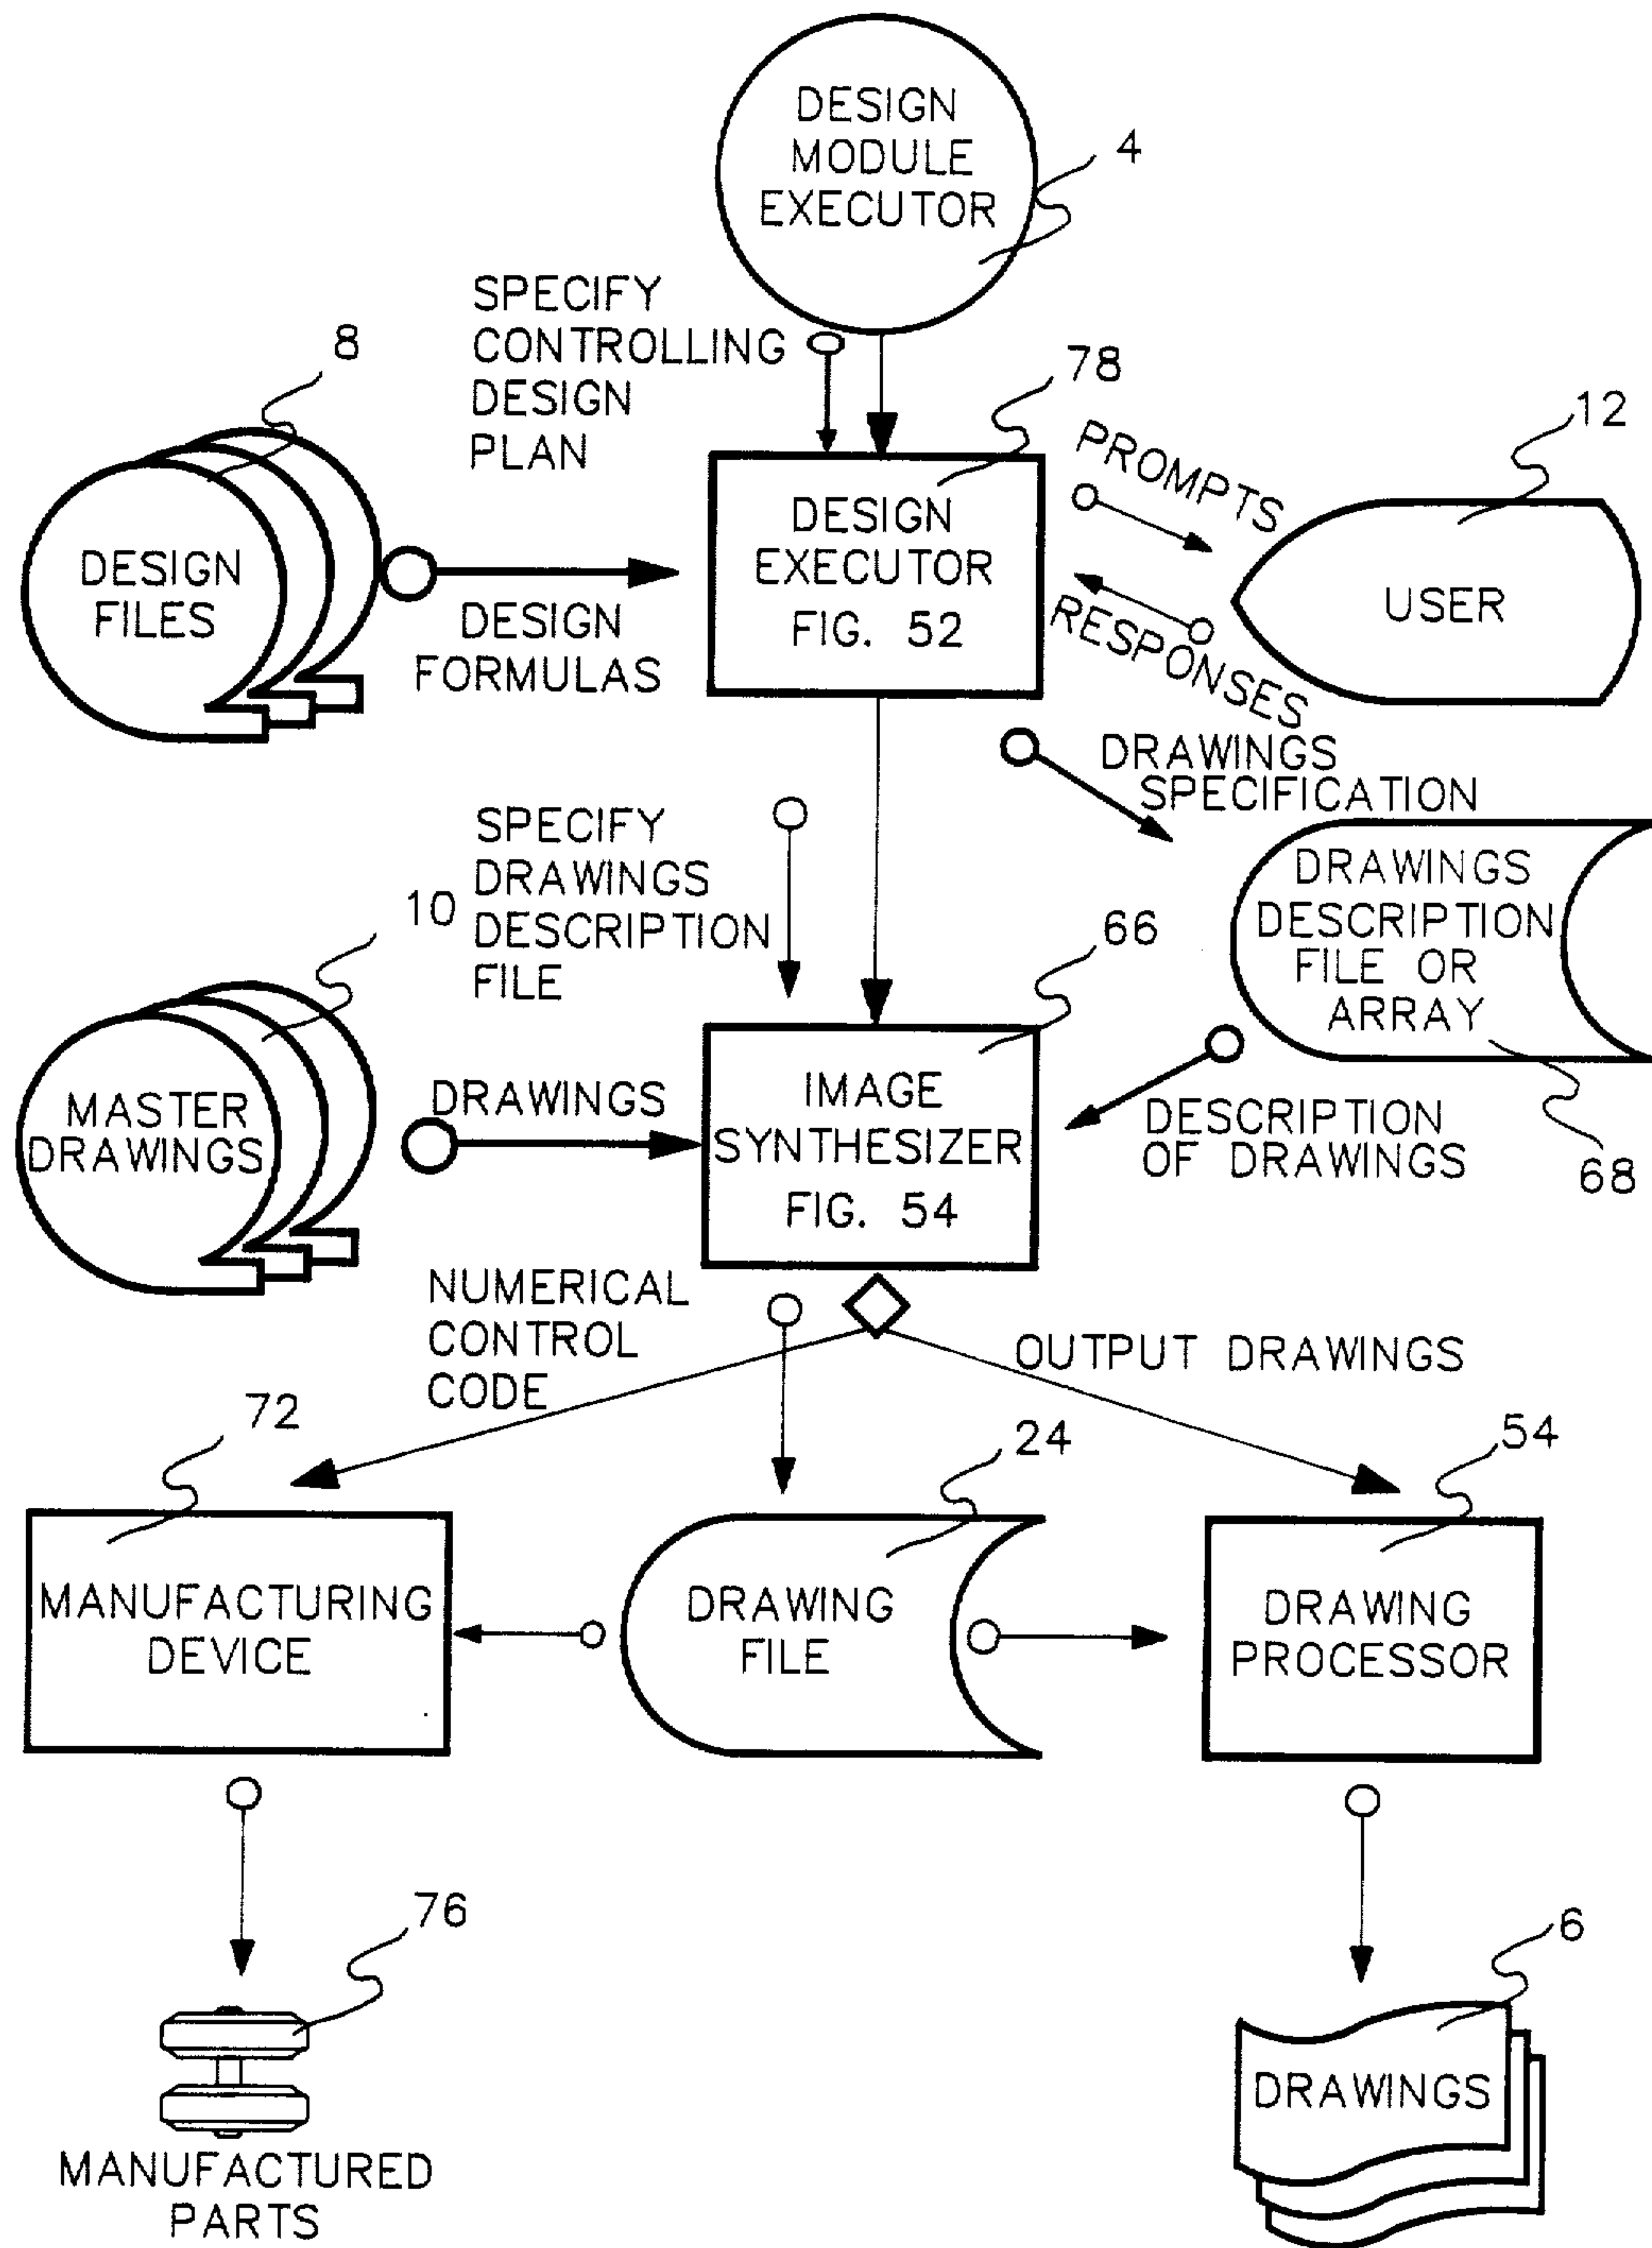 DESIGN
MODULE
EXECUTOR
4
SPECIFY
CONTROLLING
DESIGN
PLAN
8
78
12
PROMPTS
DESIGN
FILES
DESIGN
EXECUTOR
FIG. 52
USER
RESPONSES
DESIGN
FORMULAS
DRAWINGS
SPECIFICATION
SPECIFY
DRAWINGS
DESCRIPTION
FILE
10
66
DRAWINGS
DESCRIPTION
FILE OR
ARRAY
MASTER
DRAWINGS
DRAWINGS
IMAGE
SYNTHESIZER
FIG. 54
DESCRIPTION
OF DRAWINGS
68
NUMERICAL
CONTROL
CODE
OUTPUT DRAWINGS
72
24
54
MANUFACTURING
DEVICE
DRAWING
FILE
DRAWING
PROCESSOR
76
6
MANUFACTURED
PARTS
DRAWINGS